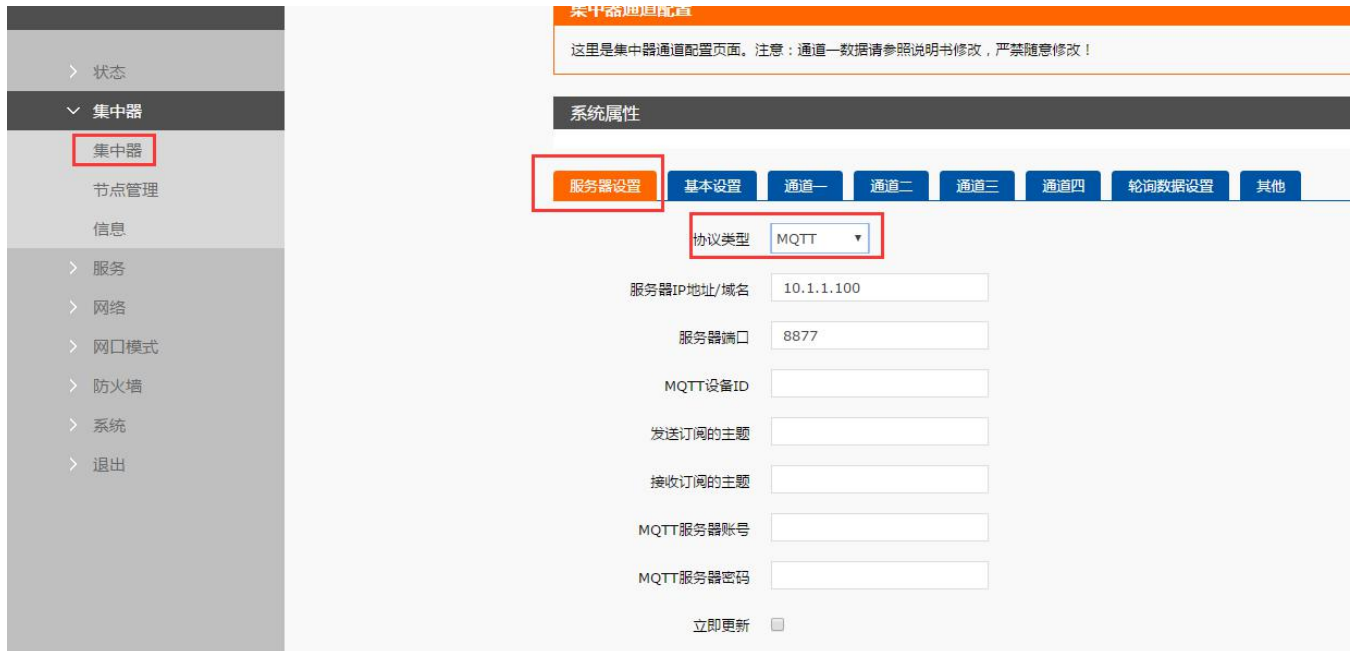 集中器通道配置
这里是集中器通道配置页面。注意：通道一数据请参照说明书修改，严禁随意修改！
状态
集中器
集中器
节点管理
信息
服务
网络
网口模式
防火墙
系统
退出
系统属性
服务器设置 基本设置 通道一 通道二 通道三 通道四 轮询数据设置 其他
协议类型 MQTT
服务器IP地址/域名 10.1.1.100
服务器端口 8877
MQTT设备ID
发送订阅的主题
接收订阅的主题
MQTT服务器账号
MQTT服务器密码
立即更新